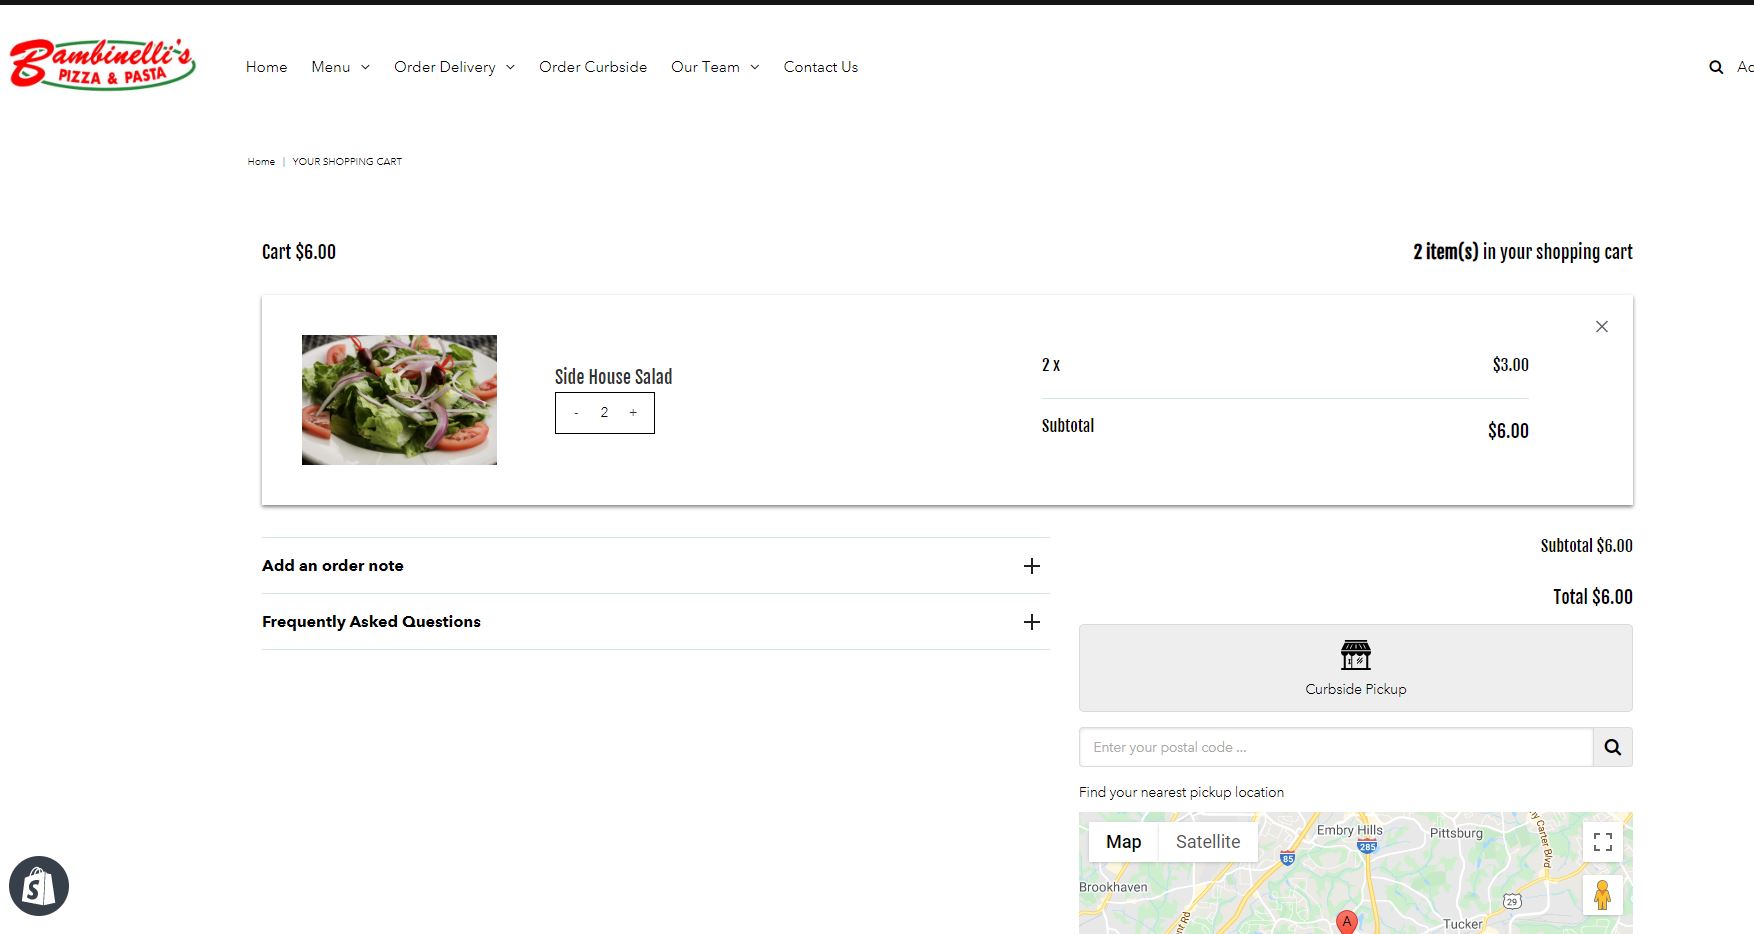 Bambinelli's
PIZZA & PASTA
Home
Menu
Order Delivery
Order Curbside
Our Team
Contact Us
Home | YOUR SHOPPING CART
Cart $6.00
2 item(s) in your shopping cart
Side House Salad
- 2 +
2 x
$3.00
Subtotal
$6.00
Add an order note
Frequently Asked Questions
Subtotal $6.00
Total $6.00
Curbside Pickup
Enter your postal code ...
Find your nearest pickup location
Map
Satellite
Embry Hills
Pittsburg
85
285
Brookhaven
29
A
Tucker
S